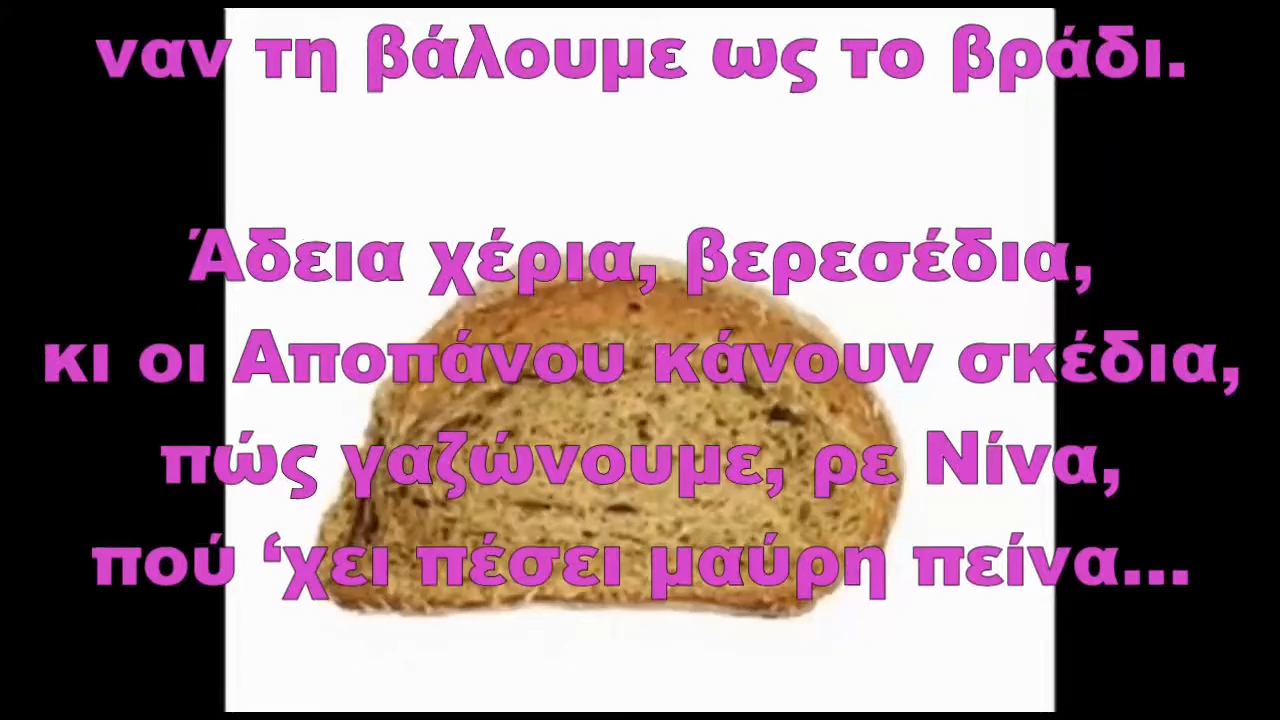 ναν τη βάλουμε ως το βράδι.
Άδεια χέρια, βερεσέδια,
κι οι Αποπάνου κάνουν σκέδια,
πώς γαζώνουμε, ρε Νίνα,
πού ‘χει πέσει μαύρη πείνα...